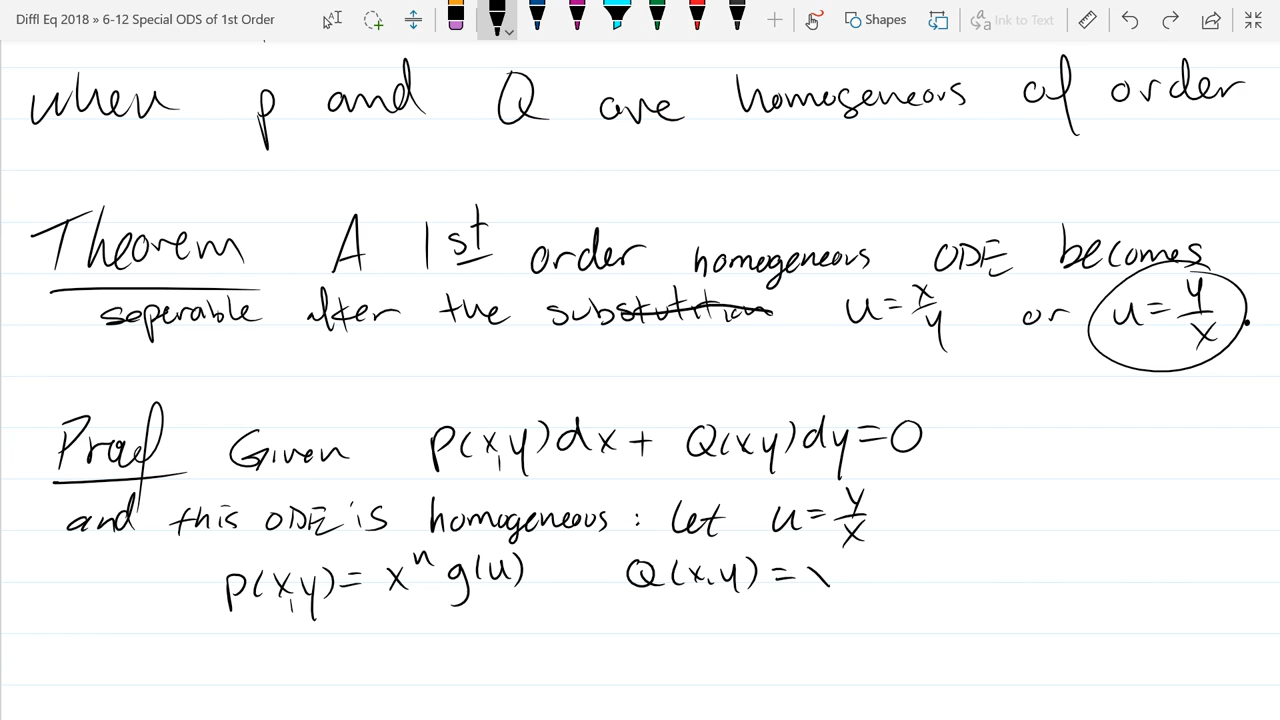 Diffl Eq 2018 » 6-12 Special ODS of 1st Order
Shapes
Ink to Text
when p and Q are homogeneous of order
Theorem A 1st order homogeneous ODE becomes
seperable after the substitution u = x/y or u = y/x.
Proof Given P(x,y)dx + Q(x,y)dy = 0
and this ODE is homogeneous : let u = y/x
P(x,y) = x^n g(u) Q(x,y) =